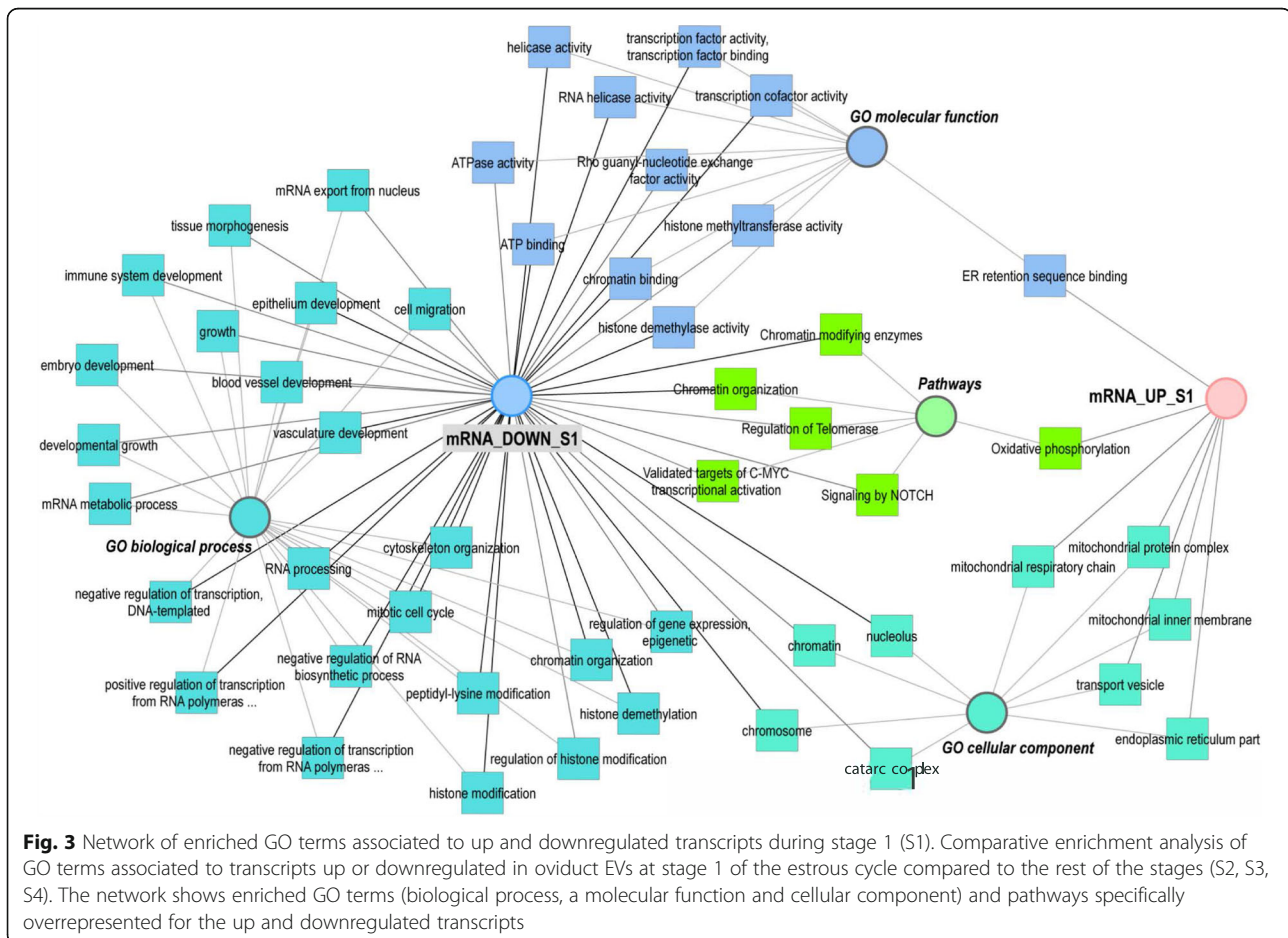 helicase activity
transcription factor activity,
transcription factor binding
RNA helicase activity
transcription cofactor activity
GO molecular function
ATPase activity
Rho guanyl-nucleotide exchange
factor activity
mRNA export from nucleus
tissue morphogenesis
histone methyltransferase activity
ATP binding
immune system development
chromatin binding
ER retention sequence binding
epithelium development
cell migration
growth
histone demethylase activity
Chromatin modifying enzymes
embryo development
blood vessel development
Chromatin organization
Pathways
mRNA_UP_S1
developmental growth
vasculature development
mRNA_DOWN_S1
Regulation of Telomerase
Oxidative phosphorylation
Validated targets of C-MYC
transcriptional activation
Signaling by NOTCH
mRNA metabolic process
GO biological process
cytoskeleton organization
RNA processing
mitochondrial protein complex
mitochondrial respiratory chain
negative regulation of transcription,
DNA-templated
mitotic cell cycle
regulation of gene expression,
epigenetic
nucleolus
mitochondrial inner membrane
chromatin
negative regulation of RNA
biosynthetic process
chromatin organization
positive regulation of transcription
from RNA polymeras ...
peptidyl-lysine modification
transport vesicle
histone demethylation
chromosome
GO cellular component
endoplasmic reticulum part
negative regulation of transcription
from RNA polymeras ...
regulation of histone modification
histone modification
catarc co plex
1
Fig. 3 Network of enriched GO terms associated to up and downregulated transcripts during stage 1 (S1). Comparative enrichment analysis of
GO terms associated to transcripts up or downregulated in oviduct EVs at stage 1 of the estrous cycle compared to the rest of the stages (S2, S3,
S4). The network shows enriched GO terms (biological process, a molecular function and cellular component) and pathways specifically
overrepresented for the up and downregulated transcripts